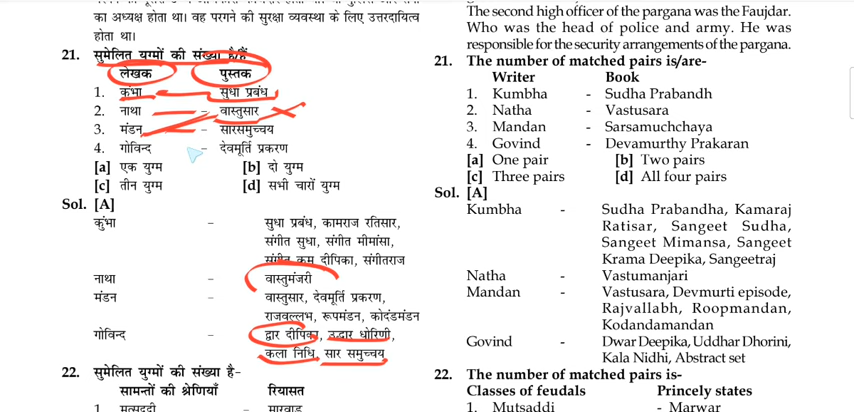 का अध्यक्ष होता था। वह परगने की सुरक्षा व्यवस्था के लिए उत्तरदायित्व
होता था।
21. सुमेलित युग्मों की संख्या है/हैं
लेखक पुस्तक
1. कुंभा - सुधा प्रबंध
2. नाथा - वास्तुसार
3. मंडन - सारसमुच्चय
4. गोविन्द - देवमूर्ति प्रकरण
[a] एक युग्म [b] दो युग्म
[c] तीन युग्म [d] सभी चारों युग्म
Sol. [A]
कुंभा - सुधा प्रबंध, कामराज रतिसार,
संगीत सुधा, संगीत मीमांसा,
संगीत क्रम दीपिका, संगीतराज
नाथा - वास्तुमंजरी
मंडन - वास्तुसार, देवमूर्ति प्रकरण,
राजवल्लभ, रूपमंडन, कोदंडमंडन
गोविन्द - द्वार दीपिका, उद्धार धोरिणी,
कला निधि, सार समुच्चय
22. सुमेलित युग्मों की संख्या है-
सामन्तों की श्रेणियाँ रियासत
1. मुत्सद्दी - मारवाड़
The second high officer of the pargana was the Faujdar.
Who was the head of police and army. He was
responsible for the security arrangements of the pargana.
21. The number of matched pairs is/are-
Writer Book
1. Kumbha - Sudha Prabandh
2. Natha - Vastusara
3. Mandan - Sarsamuchchaya
4. Govind - Devamurthy Prakaran
[a] One pair [b] Two pairs
[c] Three pairs [d] All four pairs
Sol. [A]
Kumbha - Sudha Prabandha, Kamaraj
Ratisar, Sangeet Sudha,
Sangeet Mimansa, Sangeet
Krama Deepika, Sangeetraj
Natha - Vastumanjari
Mandan - Vastusara, Devmurti episode,
Rajvallabh, Roopmandan,
Kodandamandan
Govind - Dwar Deepika, Uddhar Dhorini,
Kala Nidhi, Abstract set
22. The number of matched pairs is-
Classes of feudals Princely states
1. Mutsaddi - Marwar